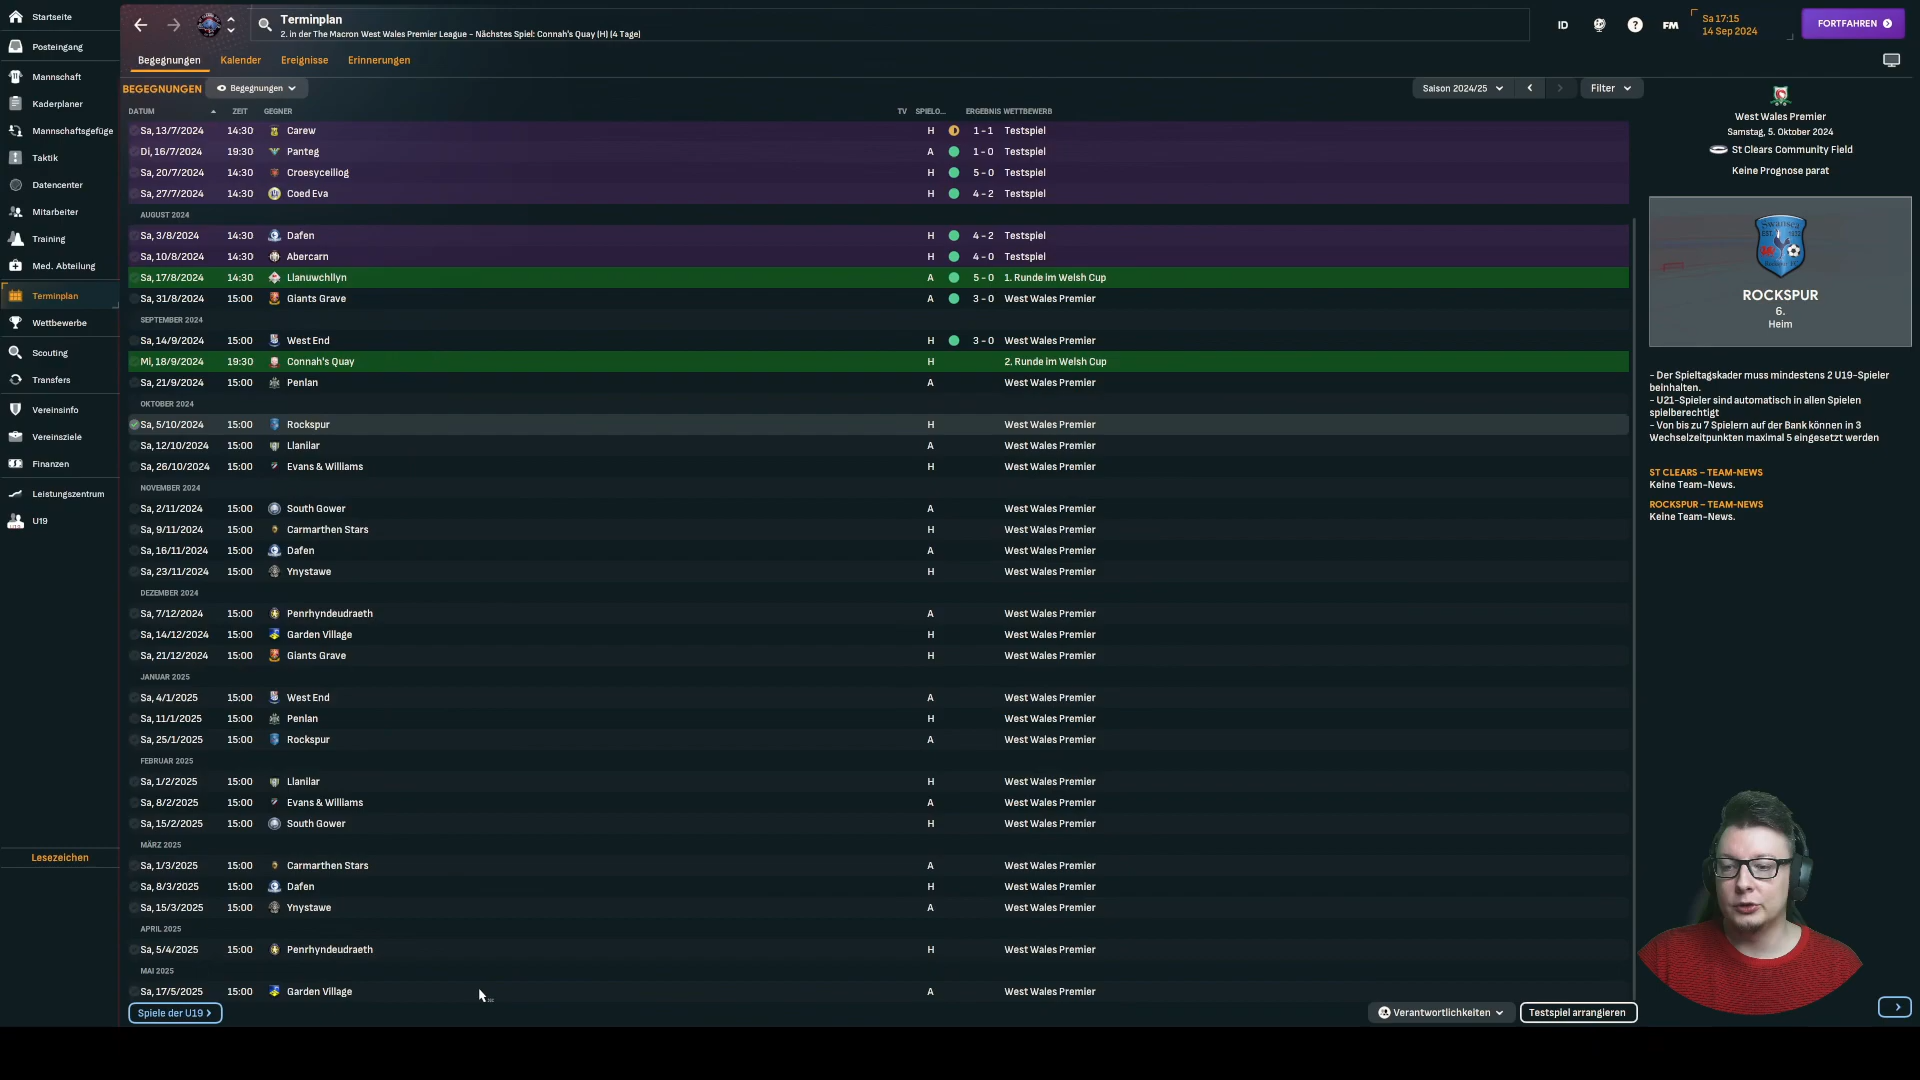 Startseite
Posteingang
Mannschaft
Kaderplaner
Mannschaftsgefüge
Taktik
Datencenter
Mitarbeiter
Training
Med. Abteilung
Terminplan
Wettbewerbe
Scouting
Transfers
Vereinsinfo
Vereinsziele
Finanzen
Leistungszentrum
U19
Lesezeichen
Terminplan
2. in der The Macron West Wales Premier League - Nächstes Spiel: Connah's Quay (H) (4 Tage)
ID
FM
Sa 17:15
14 Sep 2024
FORTFAHREN
Begegnungen Kalender Ereignisse Erinnerungen
BEGEGNUNGEN Begegnungen Saison 2024/25 Filter
DATUM ZEIT GEGNER TV SPIELO... ERGEBNIS WETTBEWERB
Sa, 13/7/2024 14:30 Carew H 1 - 1 Testspiel
Di, 16/7/2024 19:30 Panteg A 1 - 0 Testspiel
Sa, 20/7/2024 14:30 Croesyceiliog H 5 - 0 Testspiel
Sa, 27/7/2024 14:30 Coed Eva H 4 - 2 Testspiel
AUGUST 2024
Sa, 3/8/2024 14:30 Dafen H 4 - 2 Testspiel
Sa, 10/8/2024 14:30 Abercarn H 4 - 0 Testspiel
Sa, 17/8/2024 14:30 Llanuwchllyn A 5 - 0 1. Runde im Welsh Cup
Sa, 31/8/2024 15:00 Giants Grave A 3 - 0 West Wales Premier
SEPTEMBER 2024
Sa, 14/9/2024 15:00 West End H 3 - 0 West Wales Premier
Mi, 18/9/2024 19:30 Connah's Quay H 2. Runde im Welsh Cup
Sa, 21/9/2024 15:00 Penlan A West Wales Premier
OKTOBER 2024
Sa, 5/10/2024 15:00 Rockspur H West Wales Premier
Sa, 12/10/2024 15:00 Llanilar A West Wales Premier
Sa, 26/10/2024 15:00 Evans & Williams H West Wales Premier
NOVEMBER 2024
Sa, 2/11/2024 15:00 South Gower A West Wales Premier
Sa, 9/11/2024 15:00 Carmarthen Stars H West Wales Premier
Sa, 16/11/2024 15:00 Dafen A West Wales Premier
Sa, 23/11/2024 15:00 Ynystawe H West Wales Premier
DEZEMBER 2024
Sa, 7/12/2024 15:00 Penrhyndeudraeth A West Wales Premier
Sa, 14/12/2024 15:00 Garden Village H West Wales Premier
Sa, 21/12/2024 15:00 Giants Grave H West Wales Premier
JANUAR 2025
Sa, 4/1/2025 15:00 West End A West Wales Premier
Sa, 11/1/2025 15:00 Penlan H West Wales Premier
Sa, 25/1/2025 15:00 Rockspur A West Wales Premier
FEBRUAR 2025
Sa, 1/2/2025 15:00 Llanilar H West Wales Premier
Sa, 8/2/2025 15:00 Evans & Williams A West Wales Premier
Sa, 15/2/2025 15:00 South Gower H West Wales Premier
MÄRZ 2025
Sa, 1/3/2025 15:00 Carmarthen Stars A West Wales Premier
Sa, 8/3/2025 15:00 Dafen H West Wales Premier
Sa, 15/3/2025 15:00 Ynystawe A West Wales Premier
APRIL 2025
Sa, 5/4/2025 15:00 Penrhyndeudraeth H West Wales Premier
MAI 2025
Sa, 17/5/2025 15:00 Garden Village A West Wales Premier
Spiele der U19 Verantwortlichkeiten Testspiel arrangieren
West Wales Premier
Samstag, 5. Oktober 2024
St Clears Community Field
Keine Prognose parat
Swansea
ROCKSPUR
6.
Heim
- Der Spieltagskader muss mindestens 2 U19-Spieler
beinhalten.
- U21-Spieler sind automatisch in allen Spielen
spielberechtigt
- Von bis zu 7 Spielern auf der Bank können in 3
Wechselzeitpunkten maximal 5 eingesetzt werden
ST CLEARS – TEAM-NEWS
Keine Team-News.
ROCKSPUR – TEAM-NEWS
Keine Team-News.